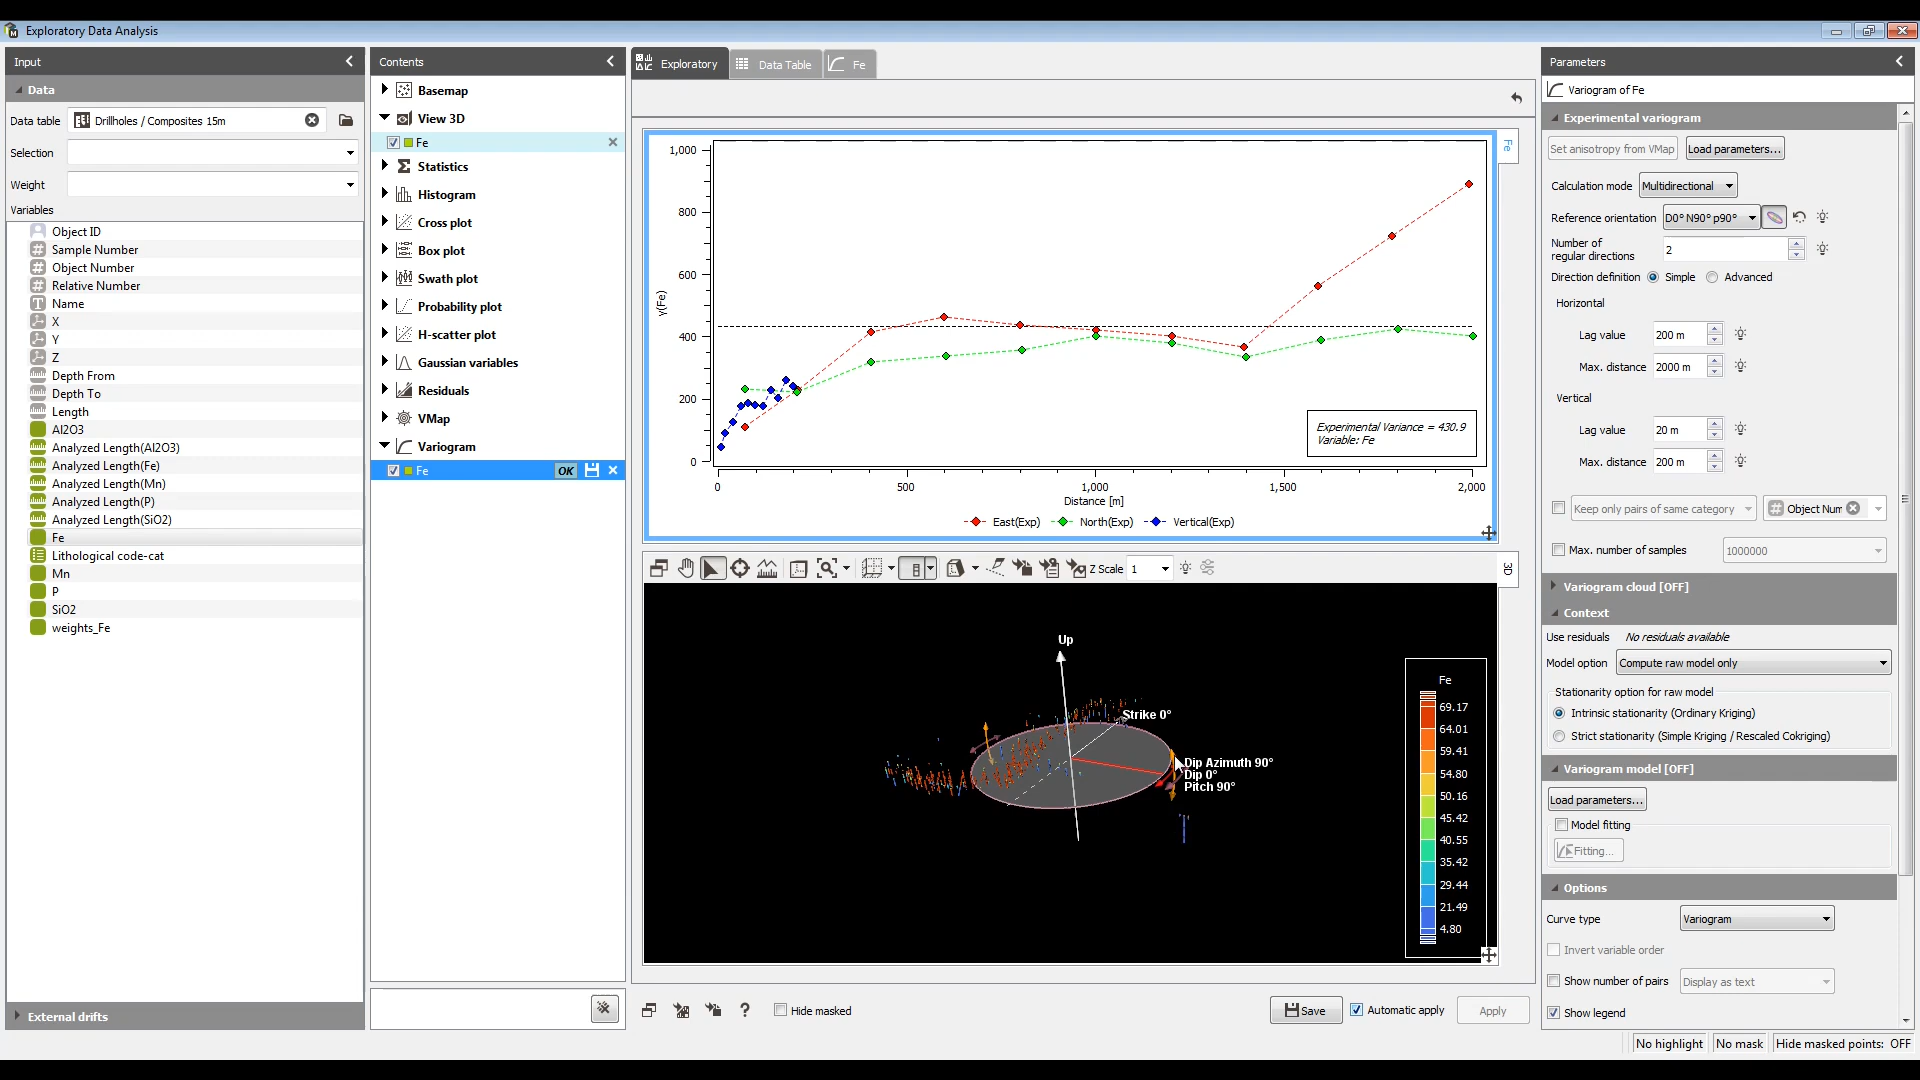 Exploratory Data Analysis
Input
Data
Data table
Drillholes / Composites 15m
Selection
Weight
Variables
Object ID
Sample Number
Object Number
Relative Number
Name
X
Y
Z
Depth From
Depth To
Length
Al2O3
Analyzed Length(Al2O3)
Analyzed Length(Fe)
Analyzed Length(Mn)
Analyzed Length(P)
Analyzed Length(SiO2)
Fe
Lithological code-cat
Mn
P
SiO2
weights_Fe
External drifts
Contents
Basemap
View 3D
Fe
Statistics
Histogram
Cross plot
Box plot
Swath plot
Probability plot
H-scatter plot
Gaussian variables
Residuals
VMap
Variogram
Fe OK
Exploratory
Data Table
Fe
Fe
1,000
800
600
400
200
0
γ(Fe)
0
500
1,000
1,500
2,000
Distance [m]
Experimental Variance = 430.9
Variable: Fe
East(Exp)
North(Exp)
Vertical(Exp)
Z Scale 1
3D
Up
Strike 0°
Dip Azimuth 90°
Dip 0°
Pitch 90°
Fe
69.17
64.01
59.41
54.80
50.16
45.42
40.55
35.42
29.44
21.49
4.80
Hide masked
Save
Automatic apply
Apply
Parameters
Variogram of Fe
Experimental variogram
Set anisotropy from VMap
Load parameters...
Calculation mode Multidirectional
Reference orientation D0° N90° p90°
Number of
regular directions
2
Direction definition Simple Advanced
Horizontal
Lag value 200 m
Max. distance 2000 m
Vertical
Lag value 20 m
Max. distance 200 m
Keep only pairs of same category
Object Num
Max. number of samples 1000000
Variogram cloud [OFF]
Context
Use residuals No residuals available
Model option Compute raw model only
Stationarity option for raw model
Intrinsic stationarity (Ordinary Kriging)
Strict stationarity (Simple Kriging / Rescaled Cokriging)
Variogram model [OFF]
Load parameters...
Model fitting
Fitting...
Options
Curve type Variogram
Invert variable order
Show number of pairs Display as text
Show legend
No highlight
No mask
Hide masked points: OFF